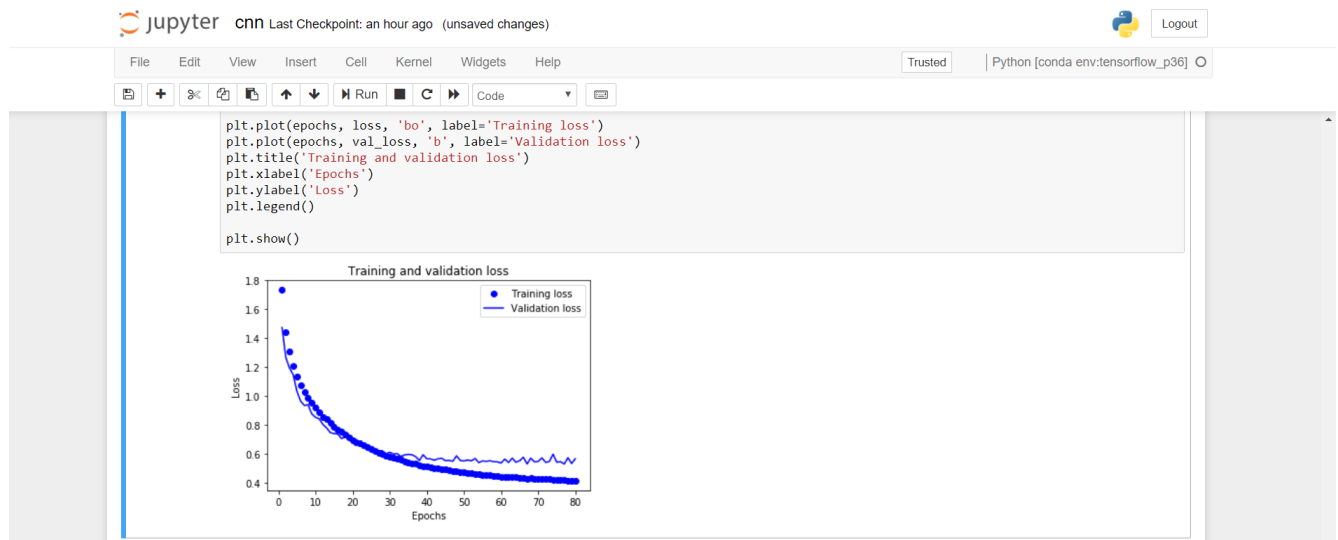 jupyter cnn Last Checkpoint: an hour ago (unsaved changes) Logout
File Edit View Insert Cell Kernel Widgets Help Trusted Python [conda env:tensorflow_p36]
Run Code
plt.plot(epochs, loss, 'bo', label='Training loss')
plt.plot(epochs, val_loss, 'b', label='Validation loss')
plt.title('Training and validation loss')
plt.xlabel('Epochs')
plt.ylabel('Loss')
plt.legend()
plt.show()
Training and validation loss
Training loss
Validation loss
1.8
1.6
1.4
1.2
1.0
0.8
0.6
0.4
Loss
0 10 20 30 40 50 60 70 80
Epochs